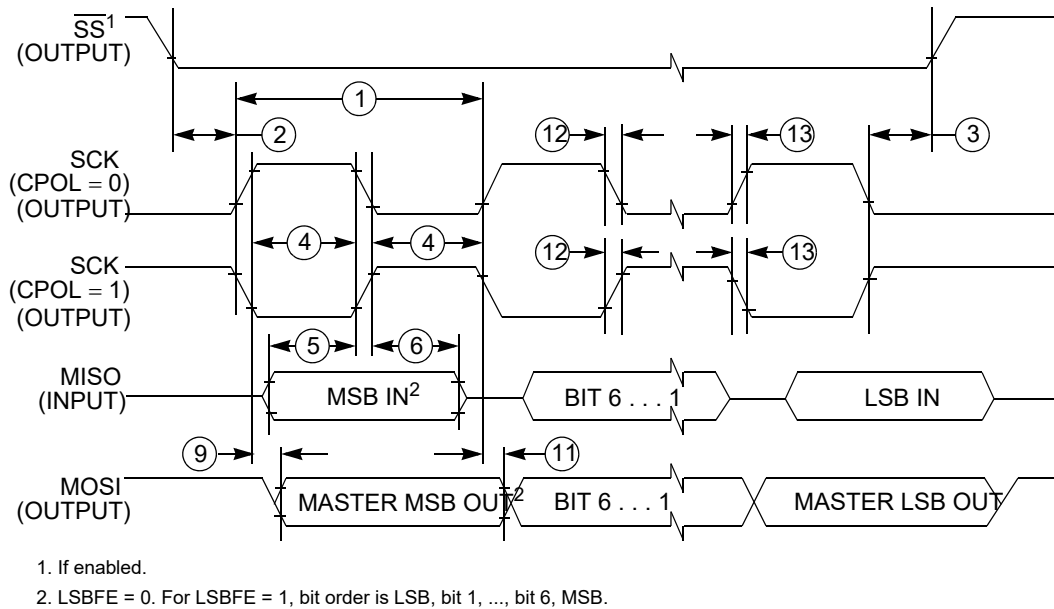 SS¹
(OUTPUT)
1
2
12
13
3
SCK
(CPOL = 0)
(OUTPUT)
4
4
SCK
(CPOL = 1)
(OUTPUT)
12
13
5
6
MISO
(INPUT)
MSB IN²
BIT 6 . . . 1
LSB IN
9
11
MOSI
(OUTPUT)
MASTER MSB OUT²
BIT 6 . . . 1
MASTER LSB OUT
1. If enabled.
2. LSBFE = 0. For LSBFE = 1, bit order is LSB, bit 1, ..., bit 6, MSB.